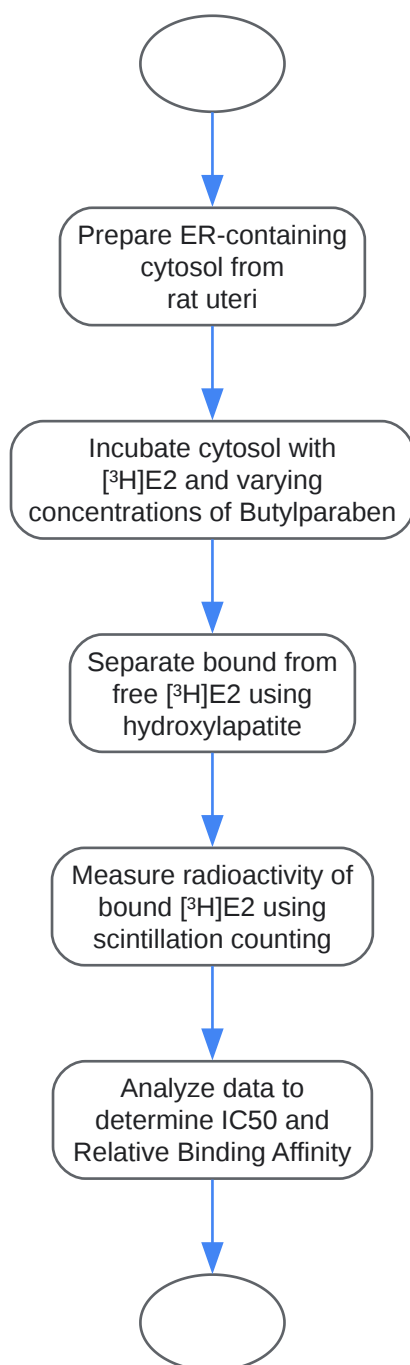 Prepare ER-containing
cytosol from
rat uteri
Incubate cytosol with
[³H]E2 and varying
concentrations of Butylparaben
Separate bound from
free [³H]E2 using
hydroxylapatite
Measure radioactivity of
bound [³H]E2 using
scintillation counting
Analyze data to
determine IC50 and
Relative Binding Affinity